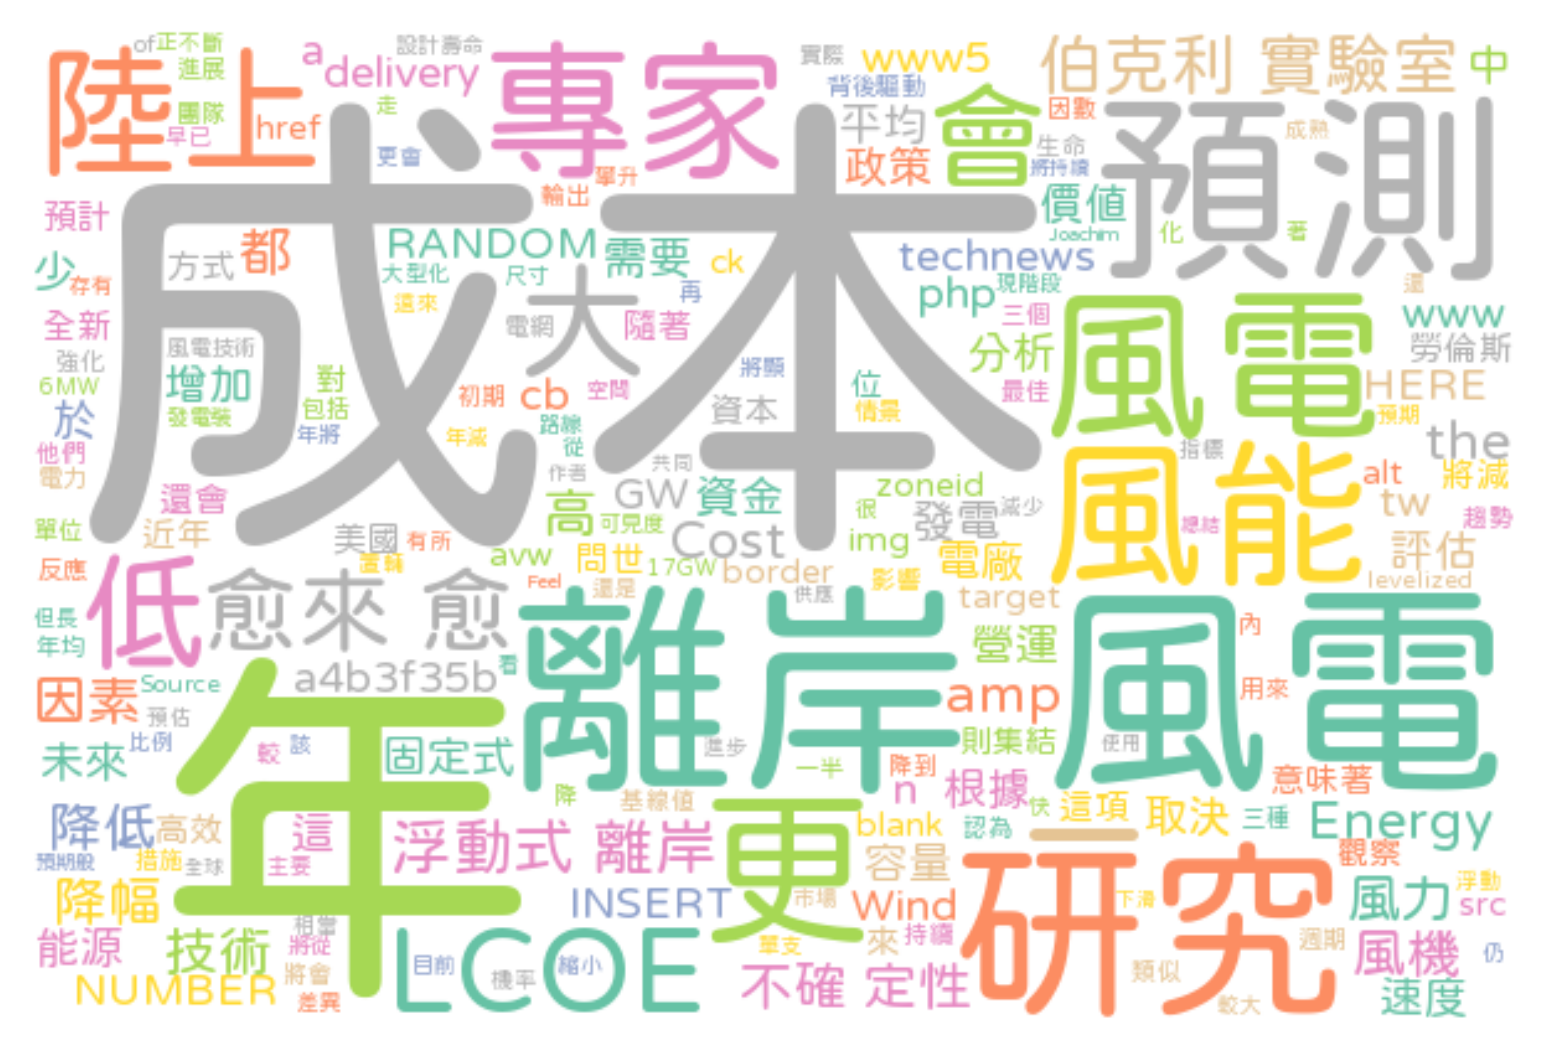 of 正不斷
進展
a
delivery
設計壽命
專家
實際
www5
伯克利 實驗室
中
陸上
團隊
早已
href
走
背後驅動
平均
會
因數
成熟
預測
更會
政策
生命
將持續
攀升
輸出
價值
Joachim
化
著
預計
成本
方式
都
RANDOM
需要
ck
technews
少
存有
大型化
尺寸
再
php
現階段
還
這來
大
全新
電網
隨著
三個
風電
www
強化
風電技術
分析
勞倫斯
6MW
增加
對
將顯
位
HERE
初期
cb
空間
最佳
發電裝
包括
資本
情景
預期
於
年將
年減
路線
從
指標
the
他們
電力
作者
共同
風能
alt
將減
還會
高
GW
資金
zoneid
tw
單位
近年
可見度
很
發電
減少
總結
趨勢
美國
有所
Cost
img
avw
問世
17GW
電廠
評估
反應
低
置輔
Feel
還是
border
影響
levelized
愈來 愈
供應
target
但長
年均
離岸 風電
營運
內
a4b3f35b
看
因素
Source
amp
用來
預估
未來
比例
較
該
固定式
進步
則集結
使用
年
一半
降到
意味著
降
基線值
n
根據
快
這項
取決
三種
Energy
降低
高效
這
浮動式 離岸
更
blank
認為
一
預期般
措施
全球
主要
容量
研究
觀察
降幅
INSERT
市場
Wind
下滑
風力
浮動
src
相當
能源
技術
將從
LCOE
單支
來
持續
週期
風機
仍
目前
機率
縮小
NUMBER
將會
差異
不確 定性
類似
較大
速度